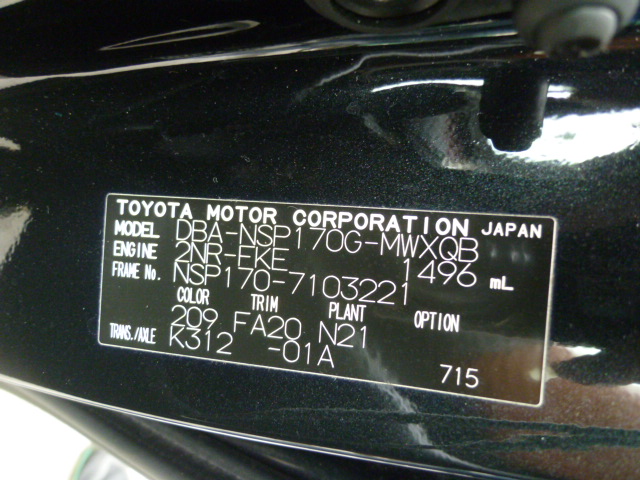 TOYOTA MOTOR CORPORATION JAPAN
MODEL DBA-NSP170G-MWXQB
ENGINE 2NR-FKE 1496 mL
FRAME No. NSP170-7103221
COLOR TRIM PLANT OPTION
209 FA20 N21
TRANS./AXLE K312 -01A
715